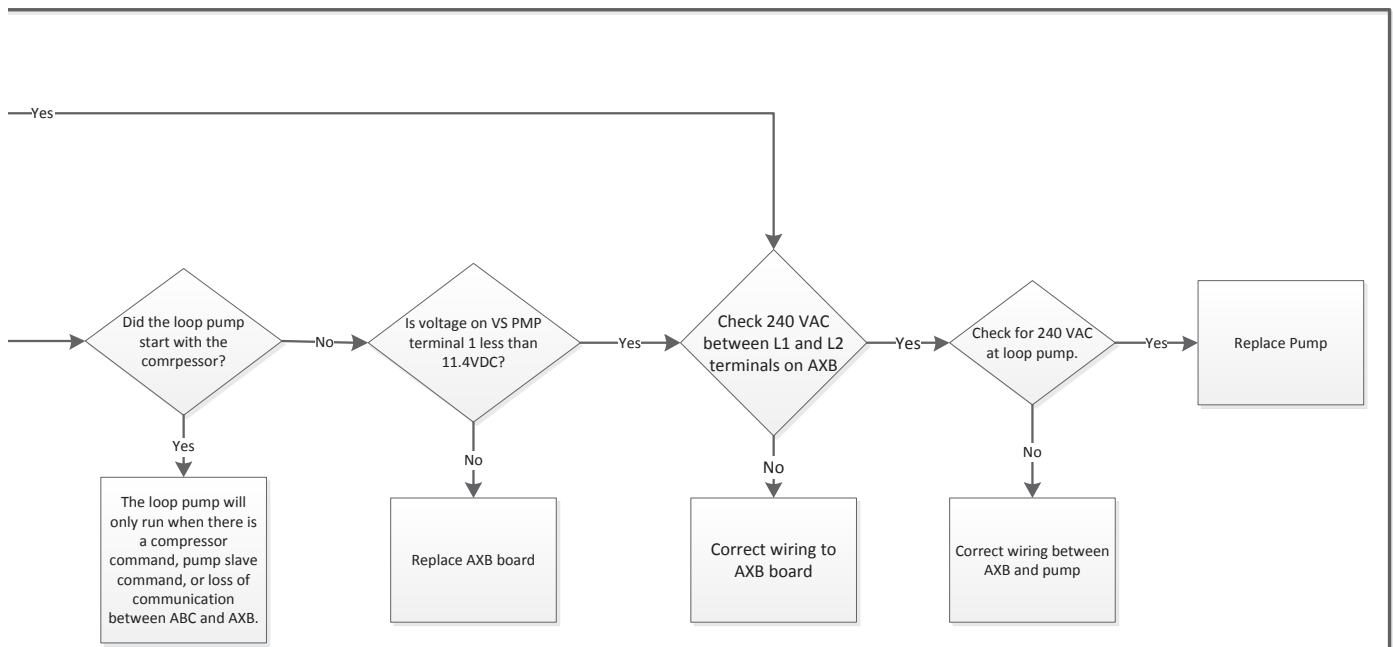 Yes
Did the loop pump
start with the
comrpessor?
No
Is voltage on VS PMP
terminal 1 less than
11.4VDC?
Yes
Check 240 VAC
between L1 and L2
terminals on AXB
Yes
Check for 240 VAC
at loop pump.
Yes
Replace Pump
Yes
No
No
No
The loop pump will
only run when there is
a compressor
command, pump slave
command, or loss of
communication
between ABC and AXB.
Replace AXB board
Correct wiring to
AXB board
Correct wiring between
AXB and pump